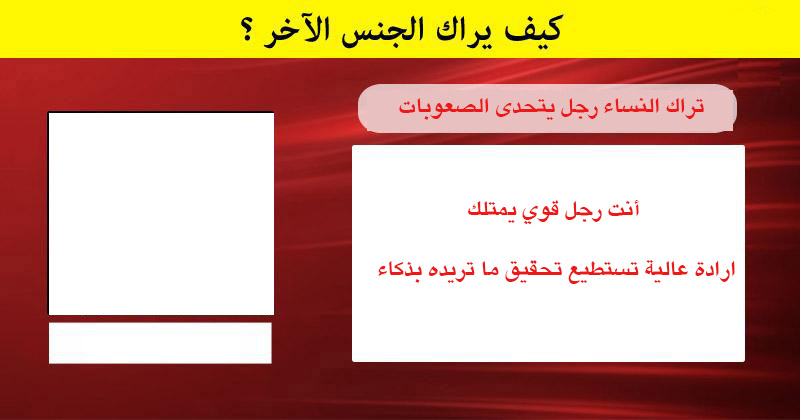 كيف يراك الجنس الآخر ؟
تراك النساء رجل يتحدى الصعوبات
أنت رجل قوي يمتلك
ارادة عالية تستطيع تحقيق ما تريده بذكاء